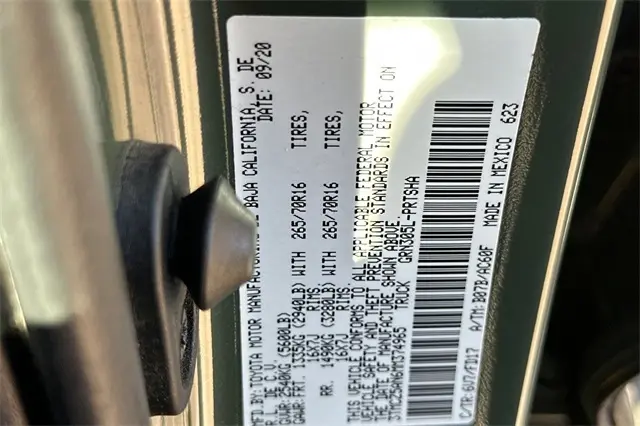 MFD.BY:TOYOTA MOTOR MANUFACTURING DE BAJA CALIFORNIA, S. DE
R.L. DE C.V. DATE: 09/20
GVWR:2540KG(5600LB)
GAWR: FRT. 1335KG(2940LB)WITH 265/70R16 TIRES,
16X7J RIMS,
RR. 1490KG(3280LB)WITH 265/70R16 TIRES,
16X7J RIMS.
THIS VEHICLE CONFORMS TO ALL APPLICABLE FEDERAL MOTOR
VEHICLE SAFETY AND THEFT PREVENTION STANDARDS IN EFFECT ON
THE DATE OF MANUFACTURE SHOWN ABOVE.
TRUCK GRN305L-PRTSHA
C/TR:6V7/FB17 A/TM:B07B/AC60F MADE IN MEXICO 623